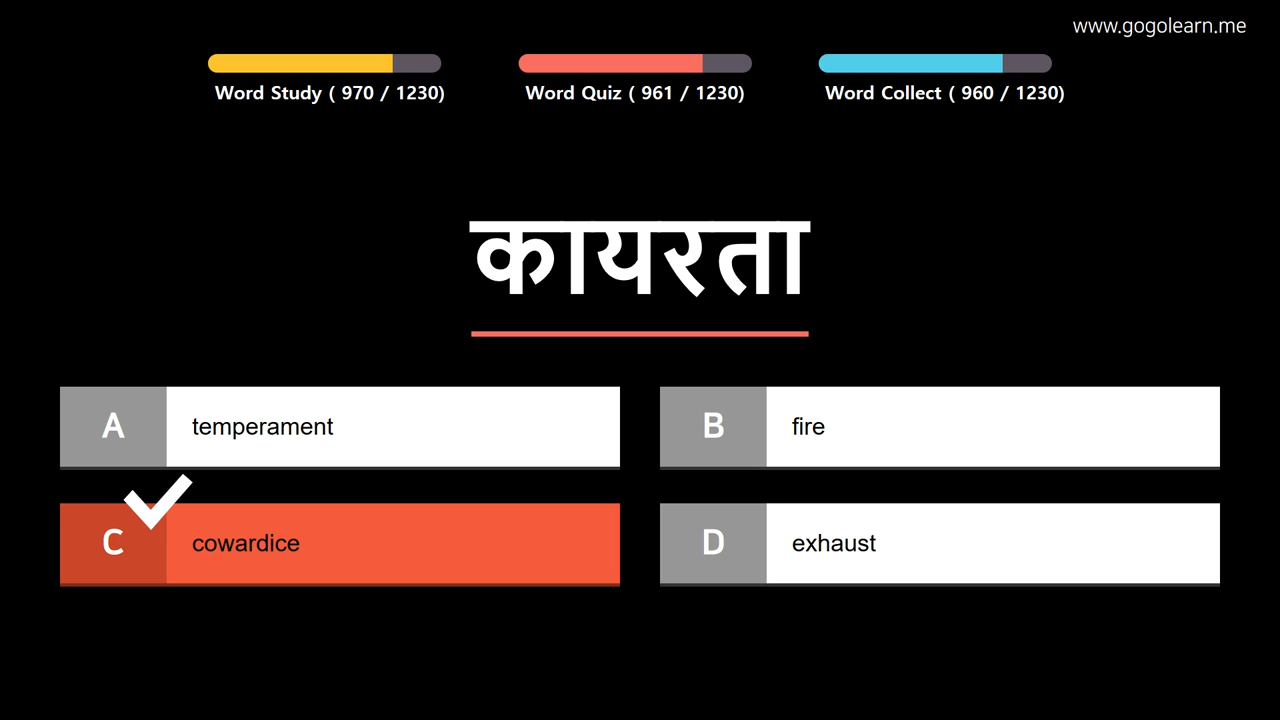 www.gogolearn.me
Word Study ( 970 / 1230)
Word Quiz ( 961 / 1230)
Word Collect ( 960 / 1230)
कायरता
A temperament
B fire
C cowardice
D exhaust